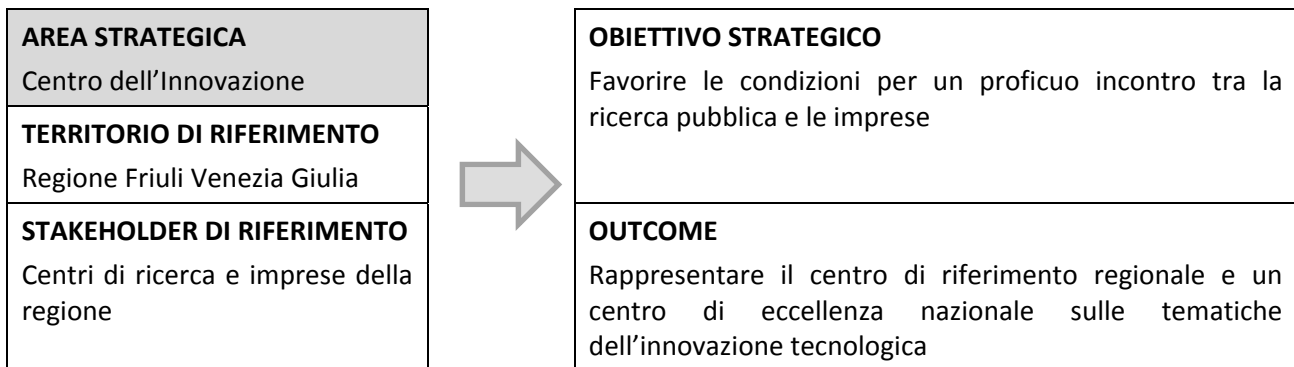 AREA STRATEGICA
Centro dell’Innovazione
TERRITORIO DI RIFERIMENTO
Regione Friuli Venezia Giulia
STAKEHOLDER DI RIFERIMENTO
Centri di ricerca e imprese della
regione
OBIETTIVO STRATEGICO
Favorire le condizioni per un proficuo incontro tra la
ricerca pubblica e le imprese
OUTCOME
Rappresentare il centro di riferimento regionale e un
centro di eccellenza nazionale sulle tematiche
dell’innovazione tecnologica